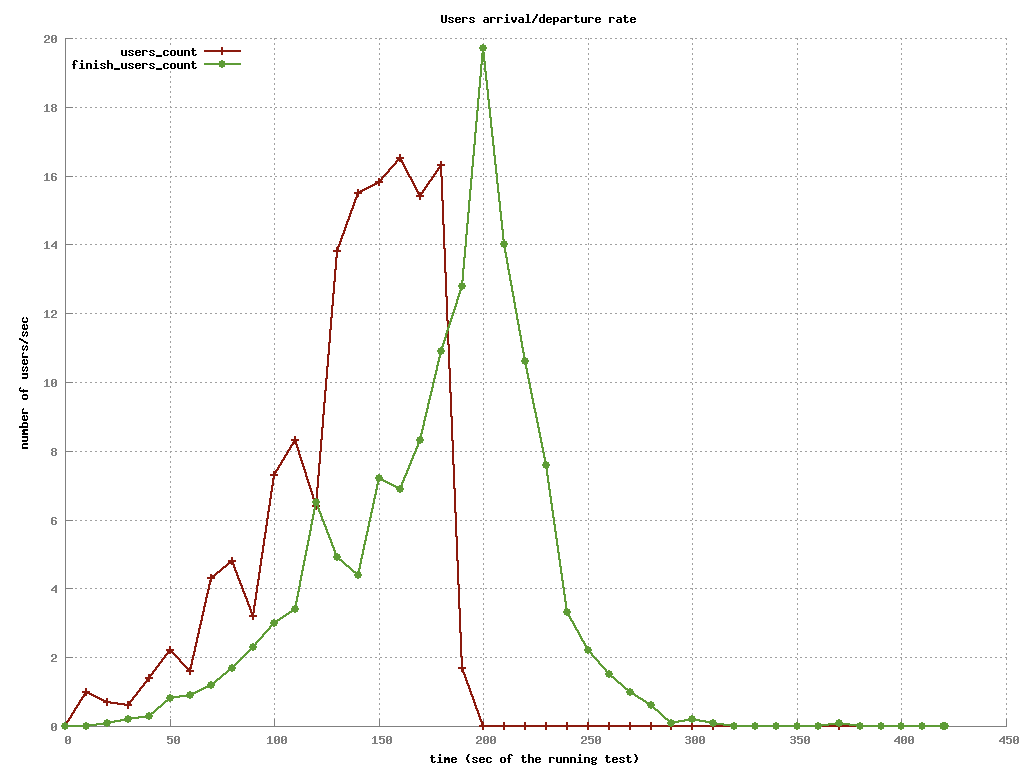 Users arrival/departure rate
users_count
finish_users_count
20
18
16
14
12
10
8
6
4
2
0
number of users/sec
0 50 100 150 200 250 300 350 400 450
time (sec of the running test)